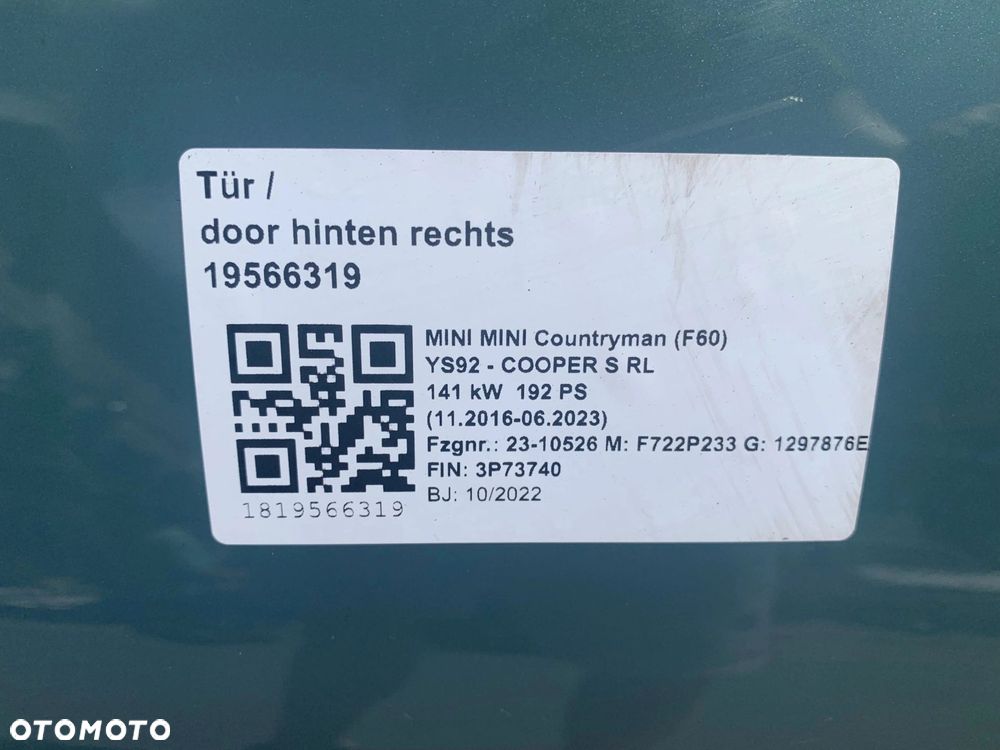 Tür /
door hinten rechts
19566319
MINI MINI Countryman (F60)
YS92 - COOPER S RL
141 kW 192 PS
(11.2016-06.2023)
Fzgnr.: 23-10526 M: F722P233 G: 1297876E
FIN: 3P73740
BJ: 10/2022
1819566319
OTOMOTO